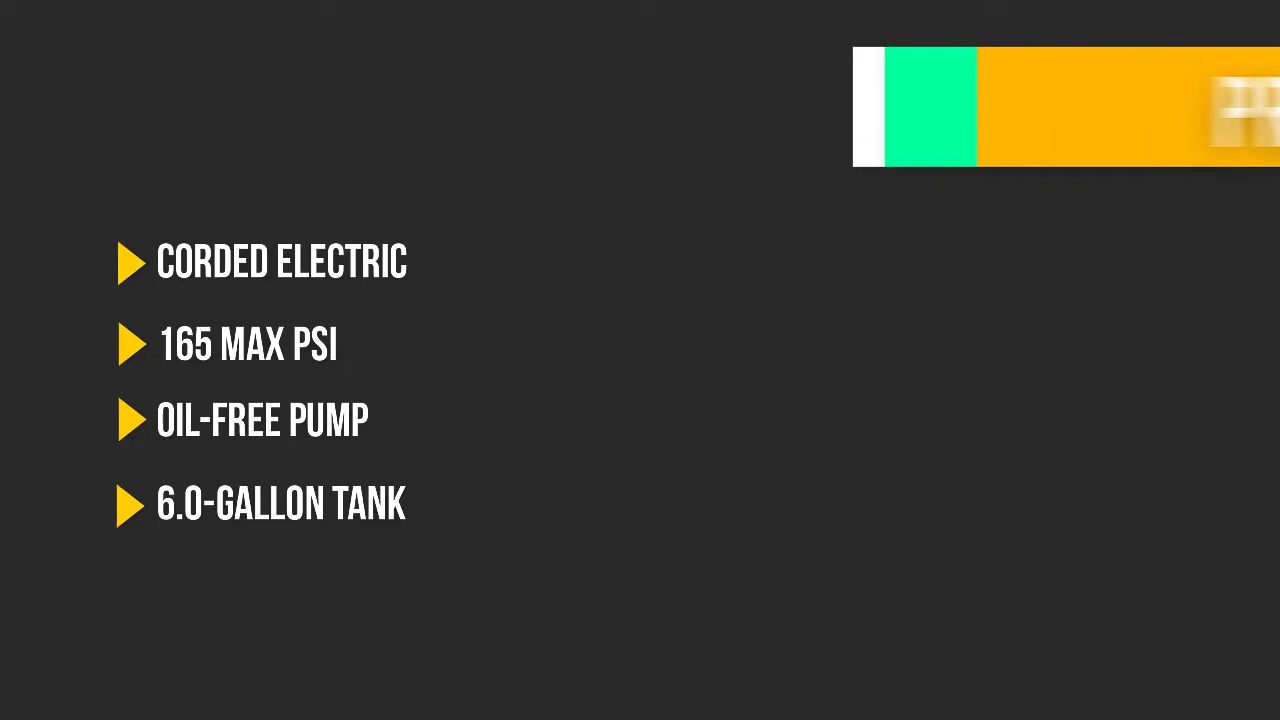 CORDED ELECTRIC
165 MAX PSI
OIL-FREE PUMP
6.0-GALLON TANK